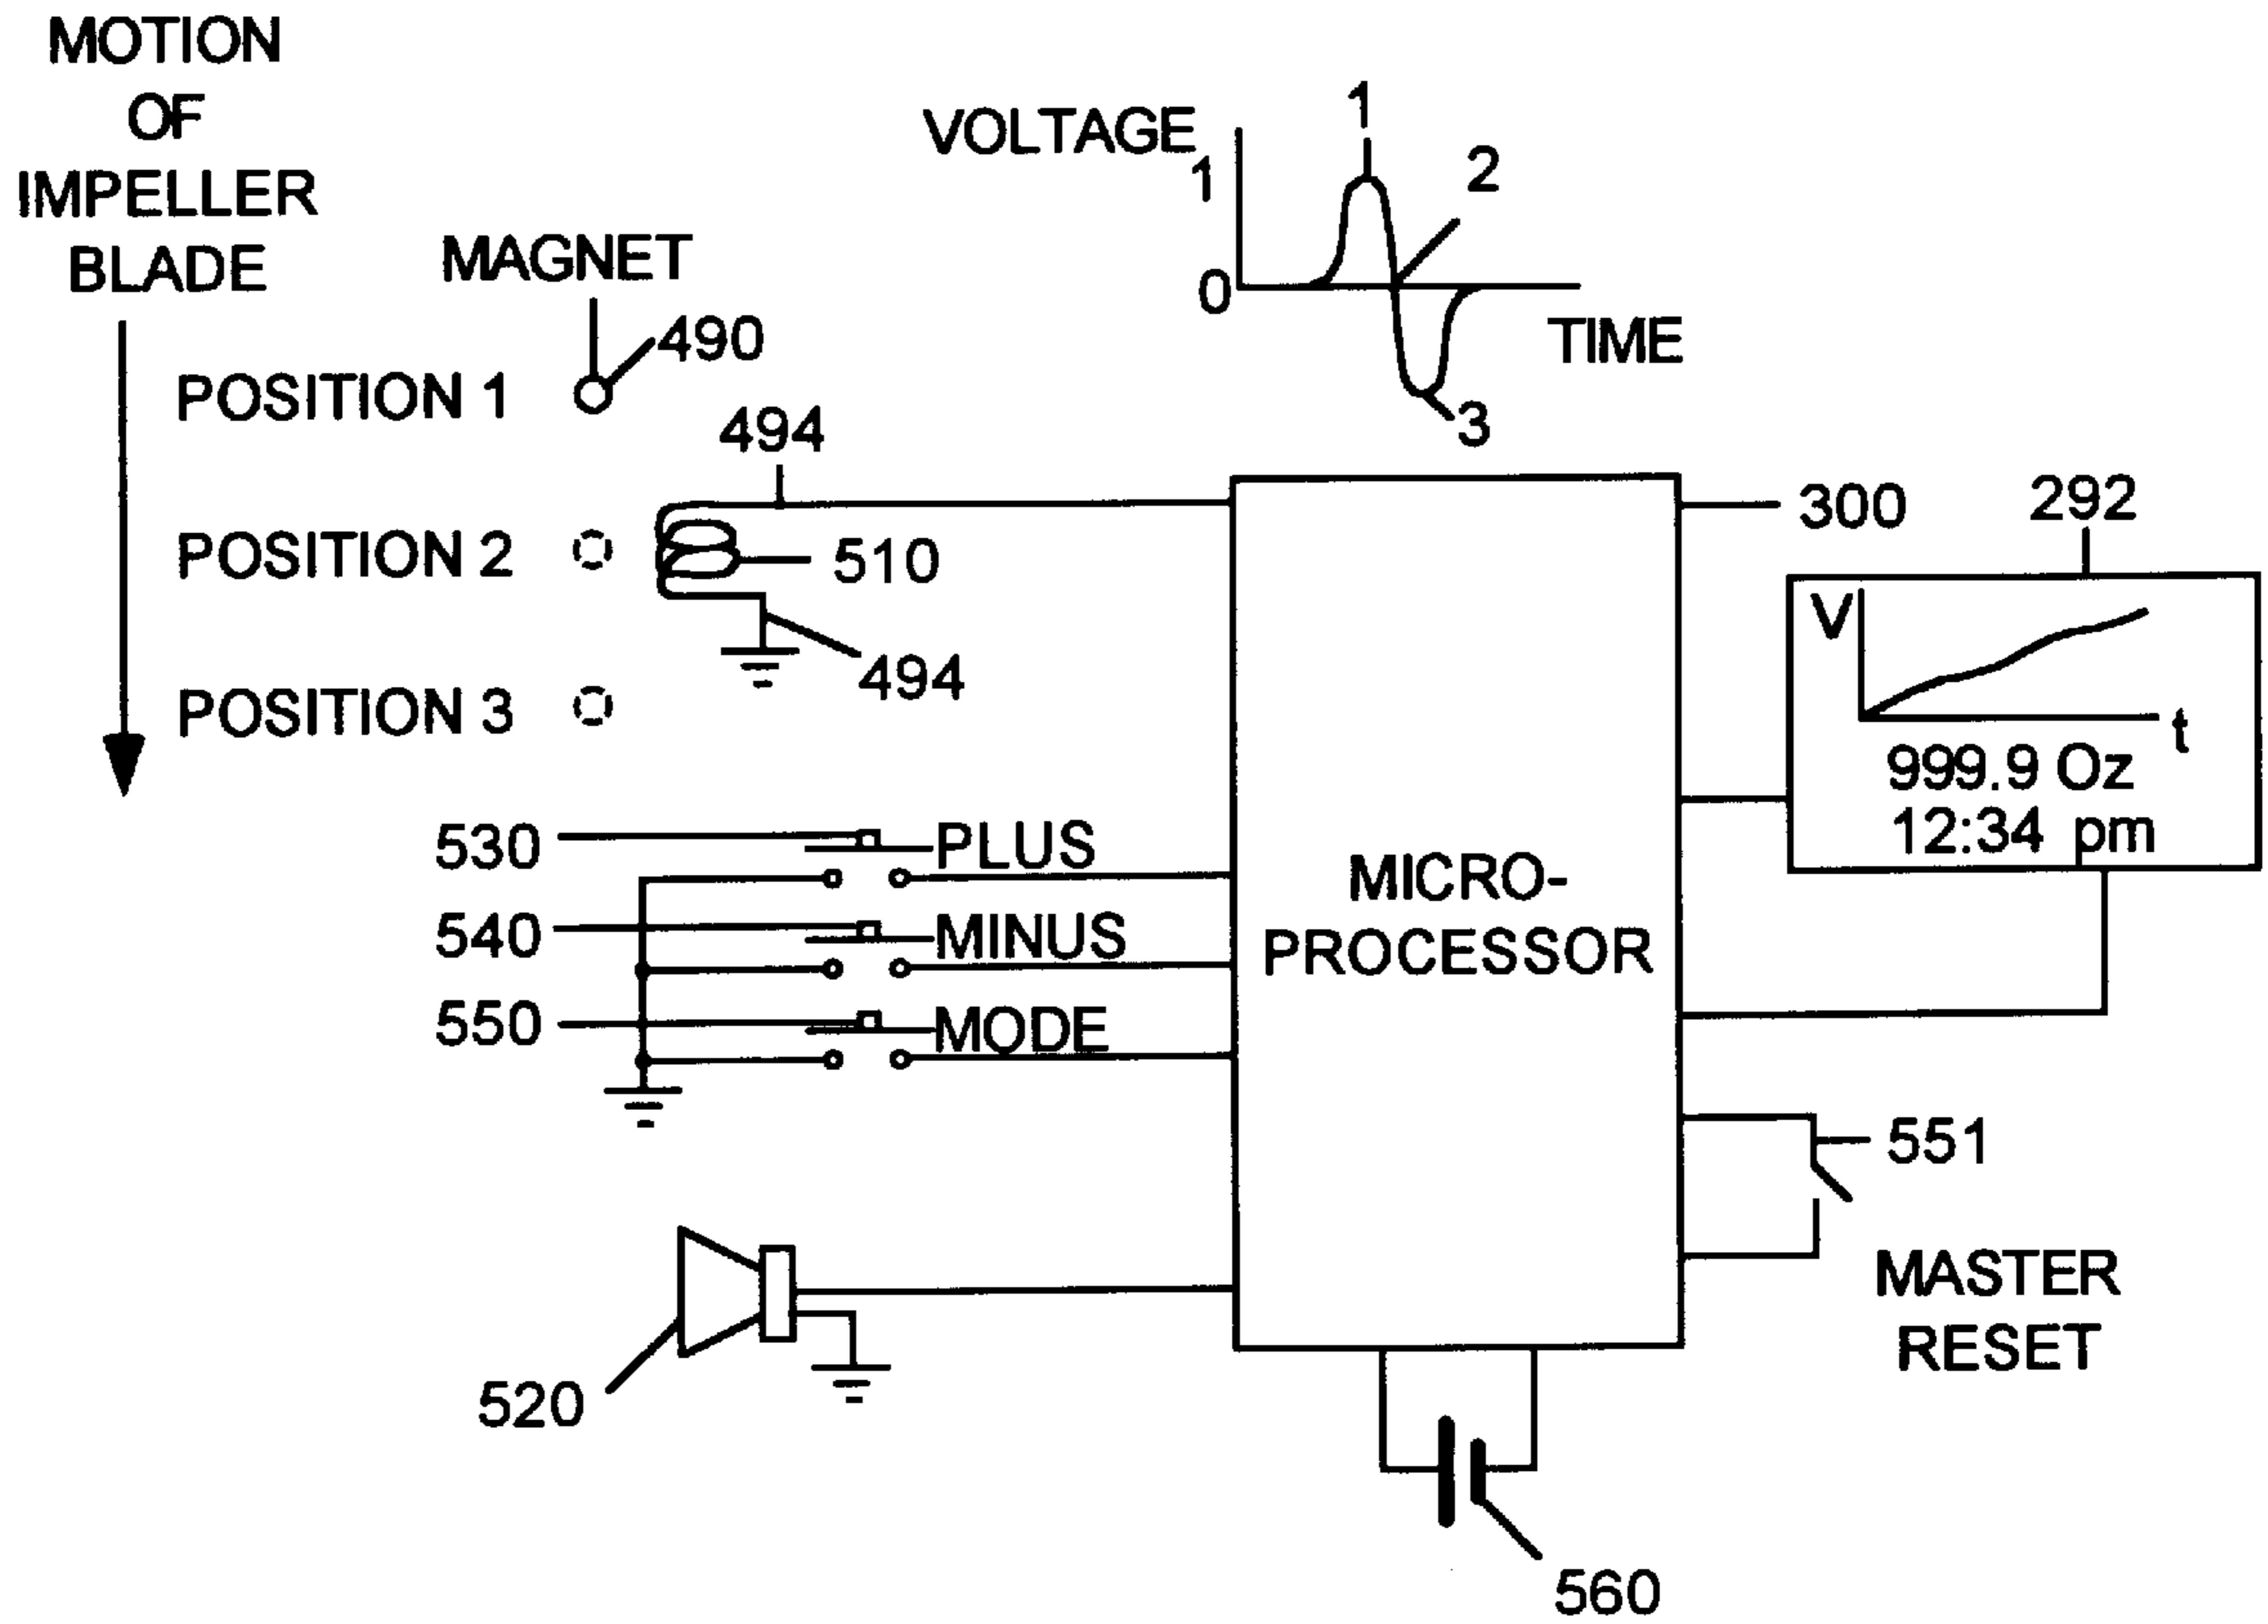 MOTION
OF
IMPELLER
BLADE
MAGNET
490
POSITION 1
494
POSITION 2
510
494
POSITION 3
VOLTAGE
1
1
2
0
TIME
3
300
292
V
t
999.9 Oz
12:34 pm
530
PLUS
540
MINUS
550
MODE
MICRO-
PROCESSOR
551
MASTER
RESET
520
560